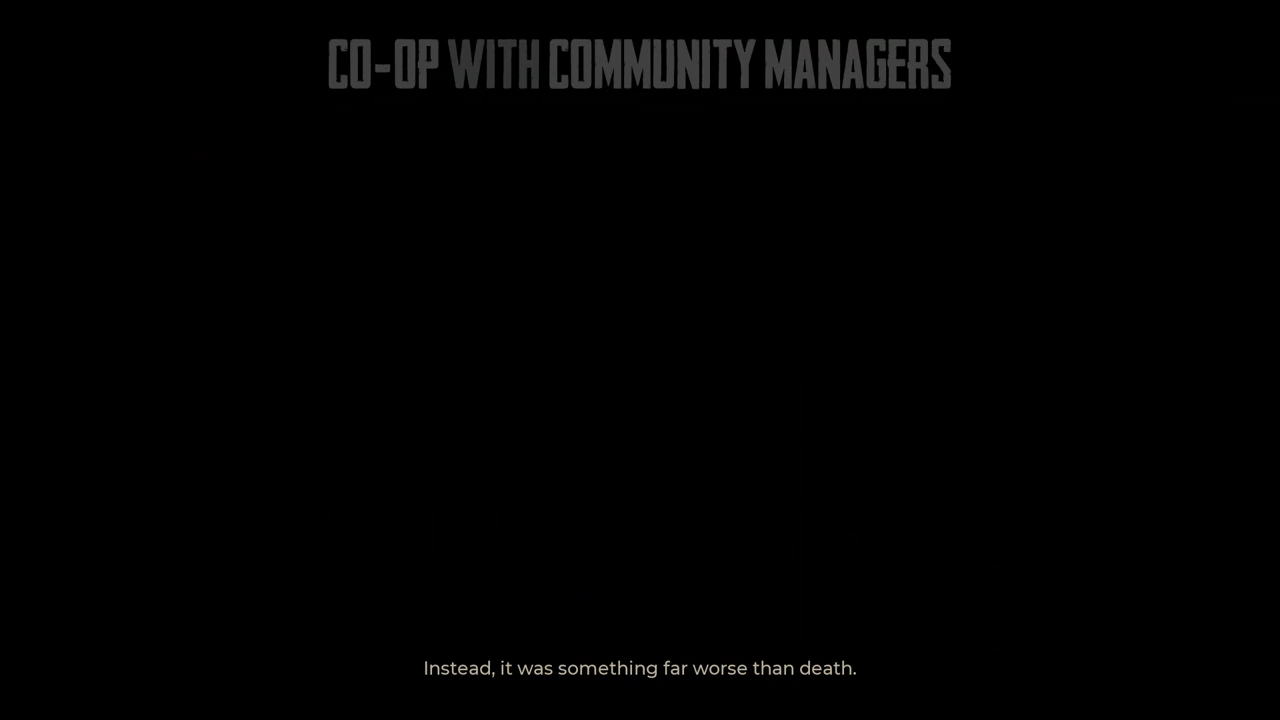 CO-OP WITH COMMUNITY MANAGERS
Instead, it was something far worse than death.